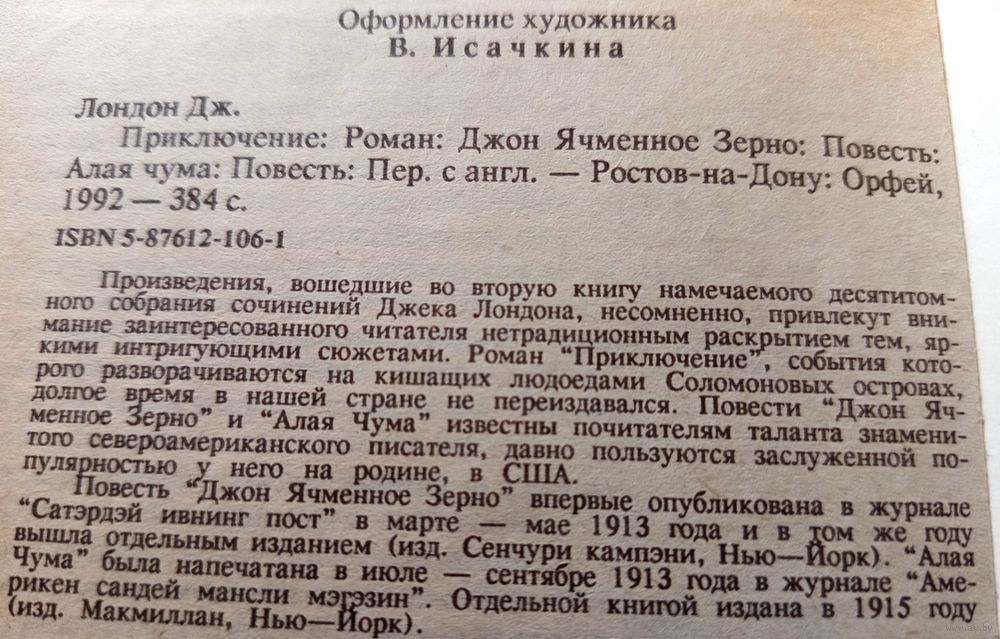 Оформление художника
В. Исачкина
Лондон Дж.
Приключение: Роман: Джон Ячменное Зерно: Повесть:
Алая чума: Повесть: Пер. с англ. — Ростов-на-Дону: Орфей,
1992 — 384 с.
ISBN 5-87612-106-1
Произведения, вошедшие во вторую книгу намечаемого десятитом-
ного собрания сочинений Джека Лондона, несомненно, привлекут вни-
мание заинтересованного читателя нетрадиционным раскрытием тем, яр-
кими интригующими сюжетами. Роман “Приключение”, события кото-
рого разворачиваются на кишащих людоедами Соломоновых островах,
долгое время в нашей стране не переиздавался. Повести “Джон Яч-
менное Зерно” и “Алая Чума” известны почитателям таланта знамени-
того североамериканского писателя, давно пользуются заслуженной по-
пулярностью у него на родине, в США.
Повесть “Джон Ячменное Зерно” впервые опубликована в журнале
“Сатэрдэй ивнинг пост” в марте — мае 1913 года и в том же году
вышла отдельным изданием (изд. Сенчури кампэни, Нью—Йорк). “Алая
Чума” была напечатана в июле — сентябре 1913 года в журнале “Аме-
рикен сандей мансли мэгэзин”. Отдельной книгой издана в 1915 году
(изд. Макмиллан, Нью—Йорк).